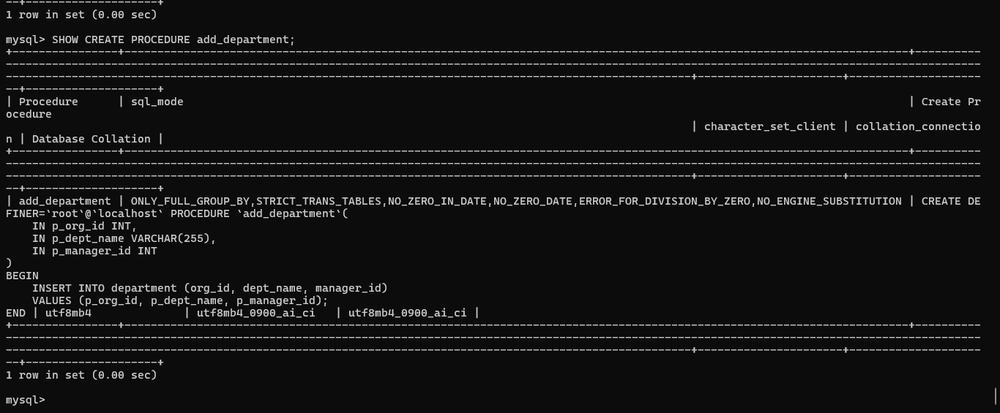 --+--------------------+
1 row in set (0.00 sec)
mysql> SHOW CREATE PROCEDURE add_department;
+----------------+-----------------------------------------------------------------------------------------------------------------------+----------
----------------------------------------------------------------------------------------------------------------------------------------------------
--------------------------------------------------------------------------------------------------------+----------------------+--------------------
--+--------------------+
| Procedure      | sql_mode                                                                                                              | Create Pr
ocedure
                                                                                                        | character_set_client | collation_connectio
n | Database Collation |
+----------------+-----------------------------------------------------------------------------------------------------------------------+----------
----------------------------------------------------------------------------------------------------------------------------------------------------
--------------------------------------------------------------------------------------------------------+----------------------+--------------------
--+--------------------+
| add_department | ONLY_FULL_GROUP_BY,STRICT_TRANS_TABLES,NO_ZERO_IN_DATE,NO_ZERO_DATE,ERROR_FOR_DIVISION_BY_ZERO,NO_ENGINE_SUBSTITUTION | CREATE DE
FINER=`root`@`localhost` PROCEDURE `add_department`(
    IN p_org_id INT,
    IN p_dept_name VARCHAR(255),
    IN p_manager_id INT
)
BEGIN
    INSERT INTO department (org_id, dept_name, manager_id)
    VALUES (p_org_id, p_dept_name, p_manager_id);
END | utf8mb4              | utf8mb4_0900_ai_ci   | utf8mb4_0900_ai_ci |
+----------------+-----------------------------------------------------------------------------------------------------------------------+----------
----------------------------------------------------------------------------------------------------------------------------------------------------
--------------------------------------------------------------------------------------------------------+----------------------+--------------------
--+--------------------+
1 row in set (0.00 sec)
mysql>